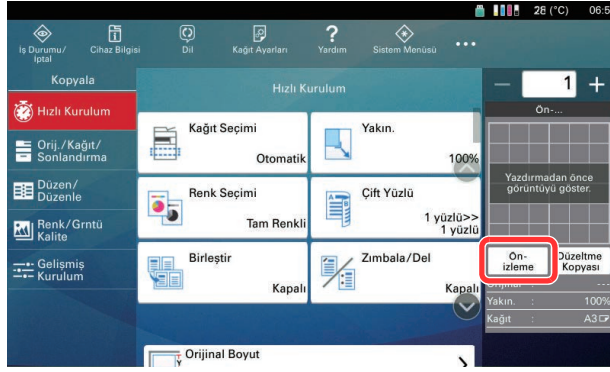 28 (°C) 06:5
İş Durumu/
İptal
Cihaz Bilgisi
Dil
Kağıt Ayarları
Yardım
Sistem Menüsü
Kopyala
Hızlı Kurulum
Orij./Kağıt/
Sonlandırma
Düzen/
Düzenle
Renk/Grntü
Kalite
Gelişmiş
Kurulum
Hızlı Kurulum
Kağıt Seçimi
Otomatik
Yakın.
100%
Renk Seçimi
Tam Renkli
Çift Yüzlü
1 yüzlü>>
1 yüzlü
Birleştir
Kapalı
Zımbala/Del
Kapalı
Orijinal Boyut
1
Ön-...
Yazdırmadan önce
görüntüyü göster.
Ön-
izleme
Düzeltme
Kopyası
Orijinal : ---
Yakın. : 100%
Kağıt : A3